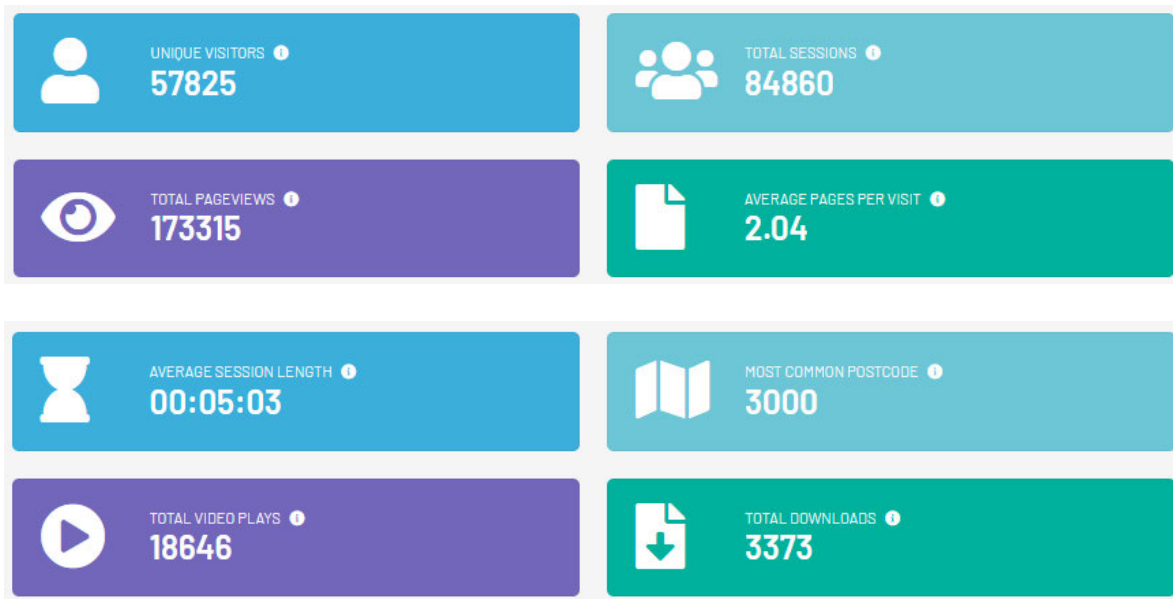 UNIQUE VISITORS
57825
TOTAL SESSIONS
84860
TOTAL PAGEVIEWS
173315
AVERAGE PAGES PER VISIT
2.04
AVERAGE SESSION LENGTH
00:05:03
MOST COMMON POSTCODE
3000
TOTAL VIDEO PLAYS
18646
TOTAL DOWNLOADS
3373